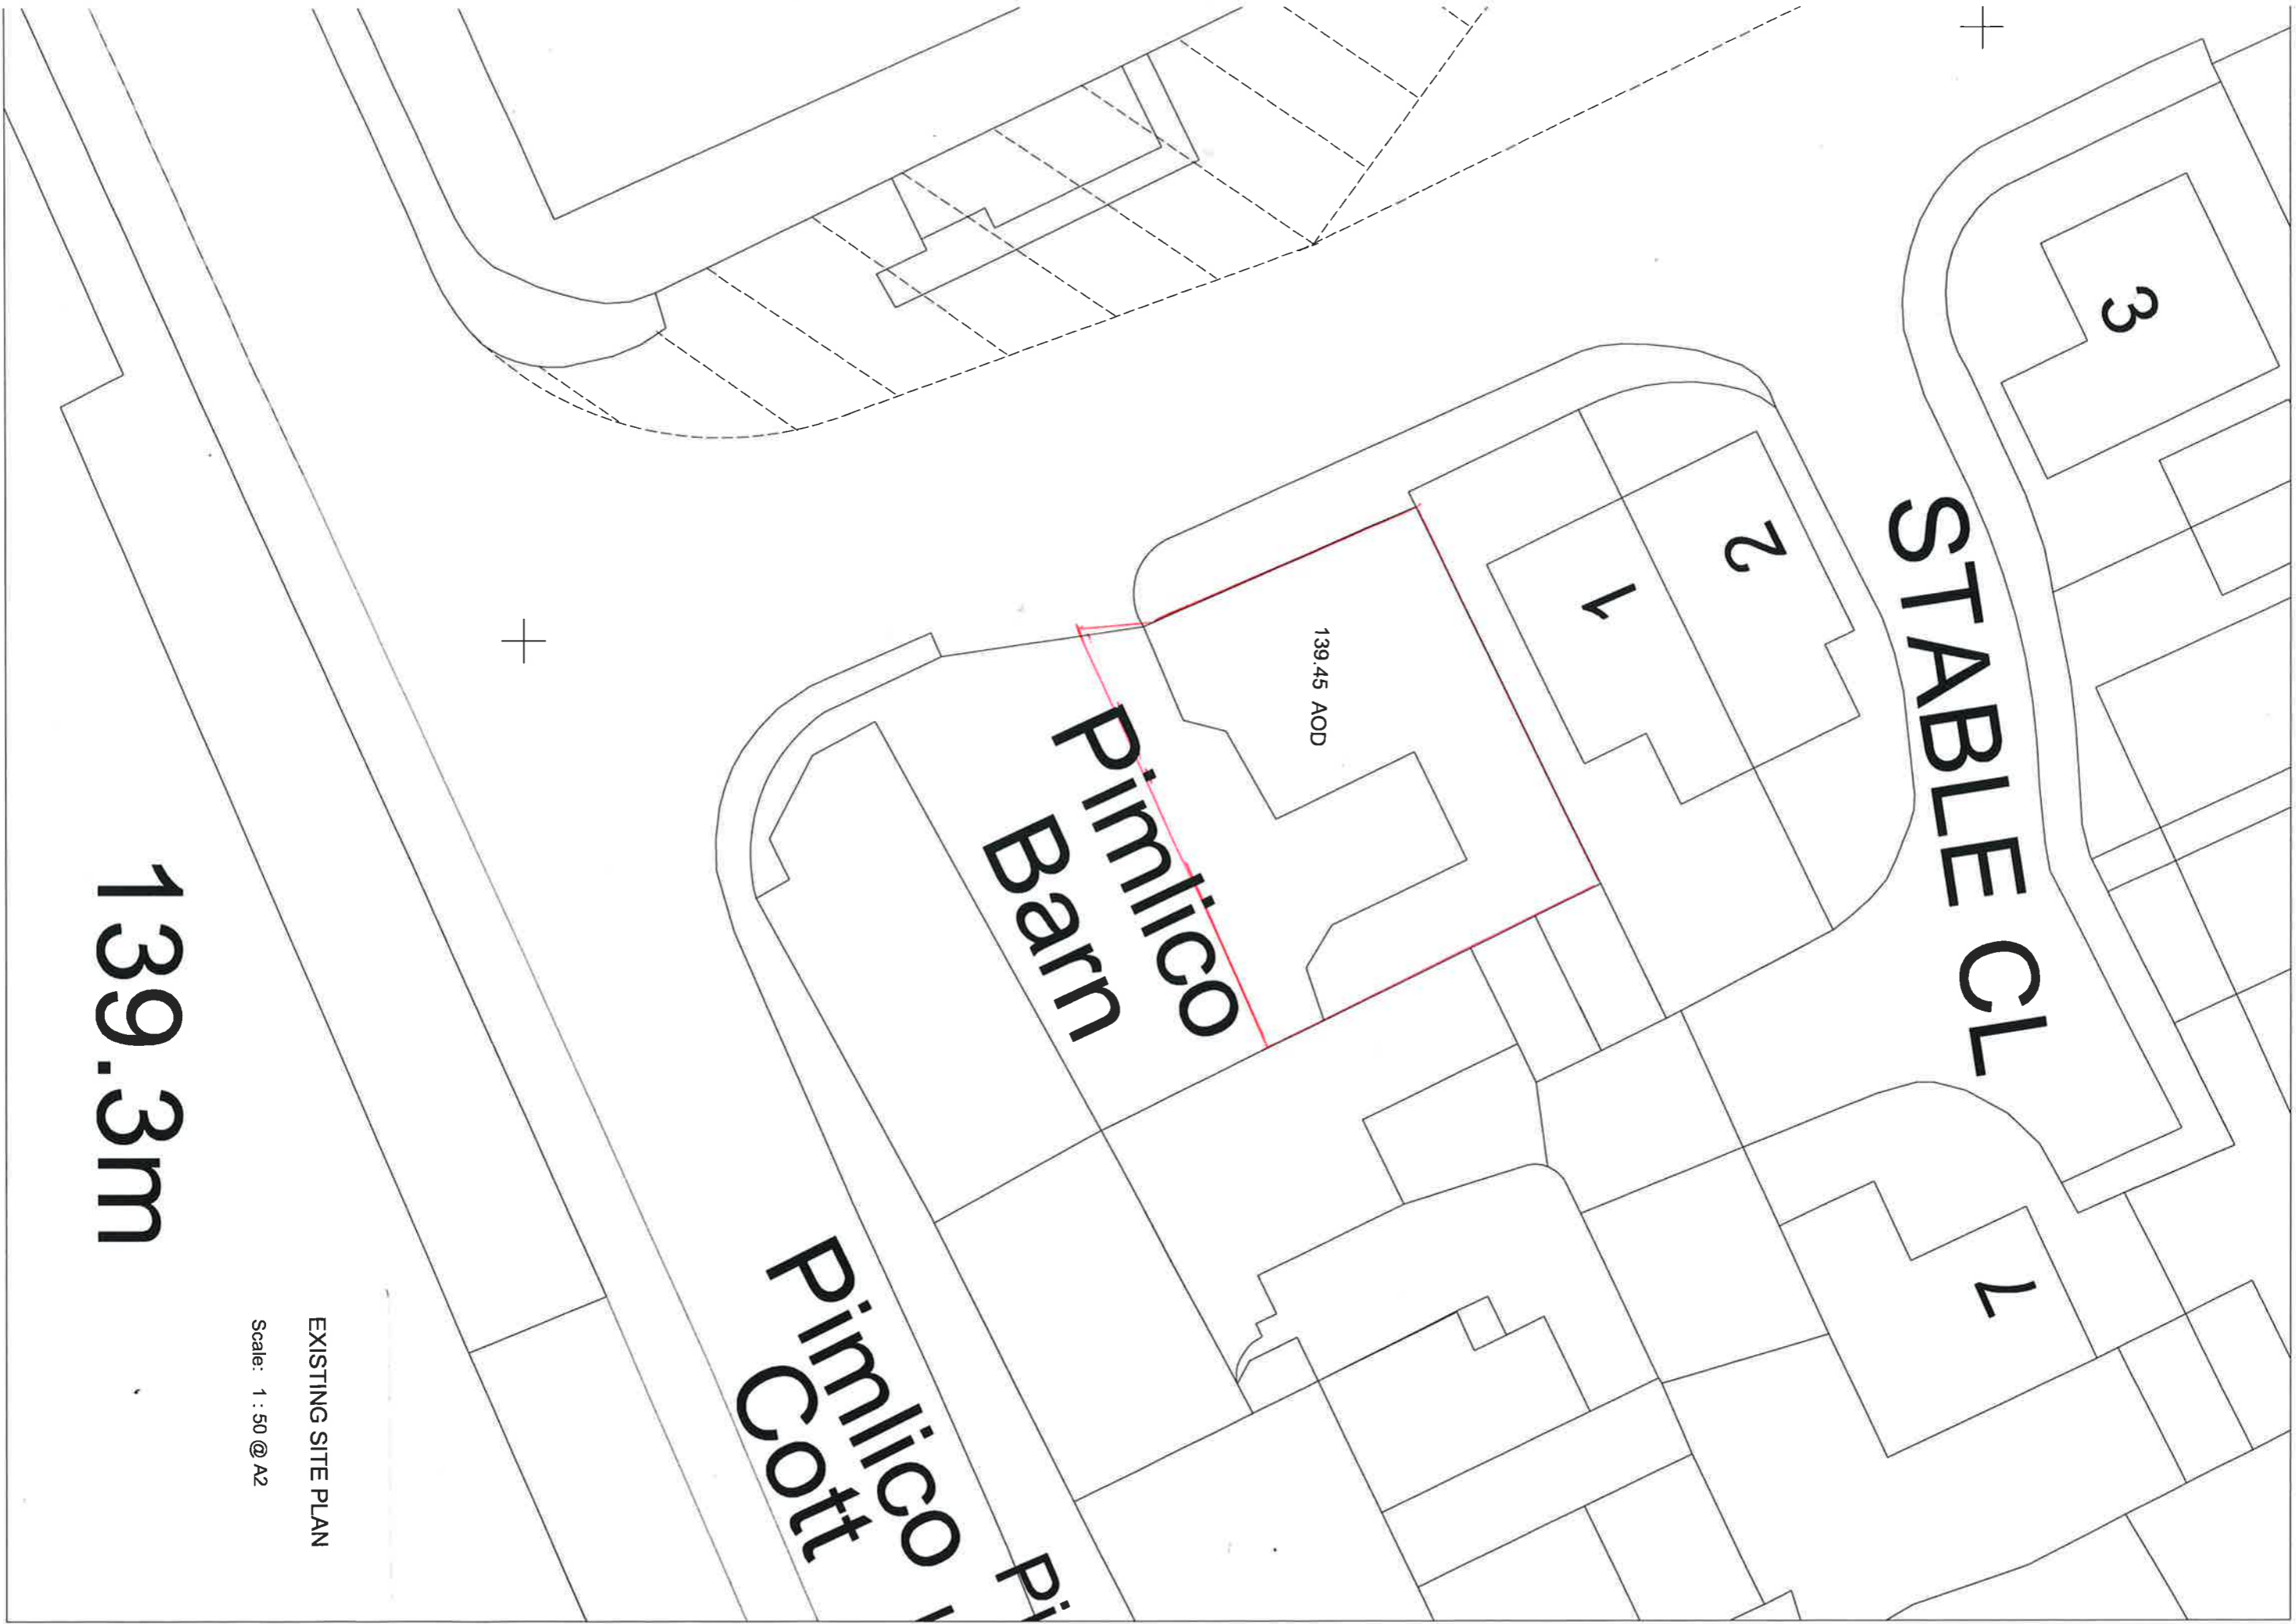 3
STABLE CL
2
1
139.45 AOD
Pimlico
Barn
7
Pimlico
Cott
Pi
139.3m
EXISTING SITE PLAN
Scale: 1 : 50 @ A2